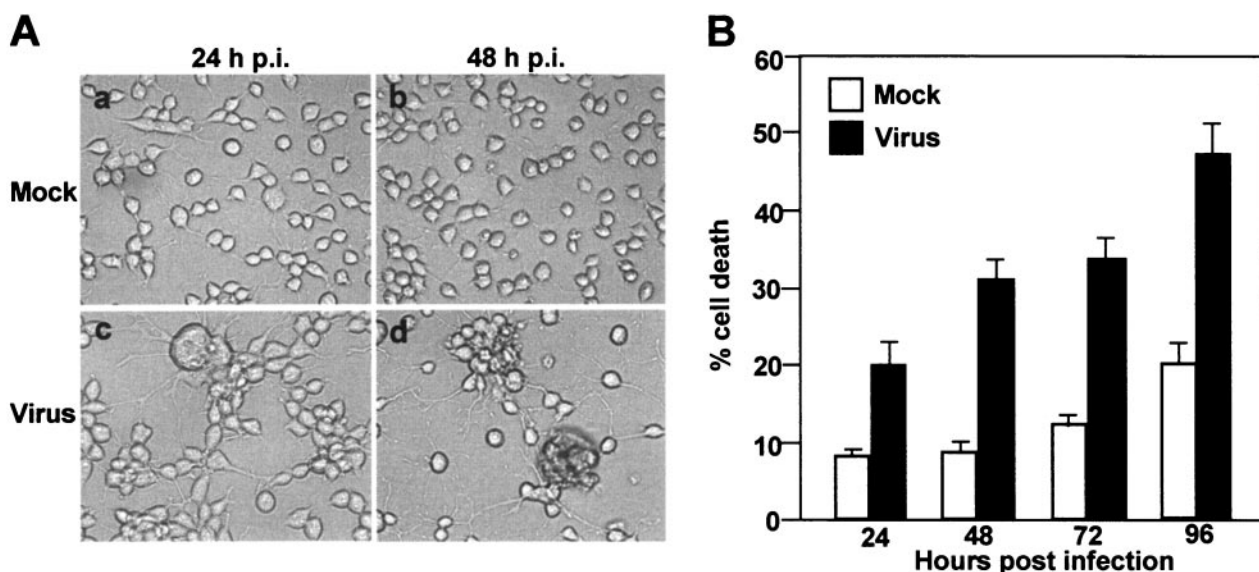 A
24 h p.i.
48 h p.i.
a
b
Mock
c
d
Virus
B
60
50
40
30
20
10
0
% cell death
Mock
Virus
24
48
72
96
Hours post infection